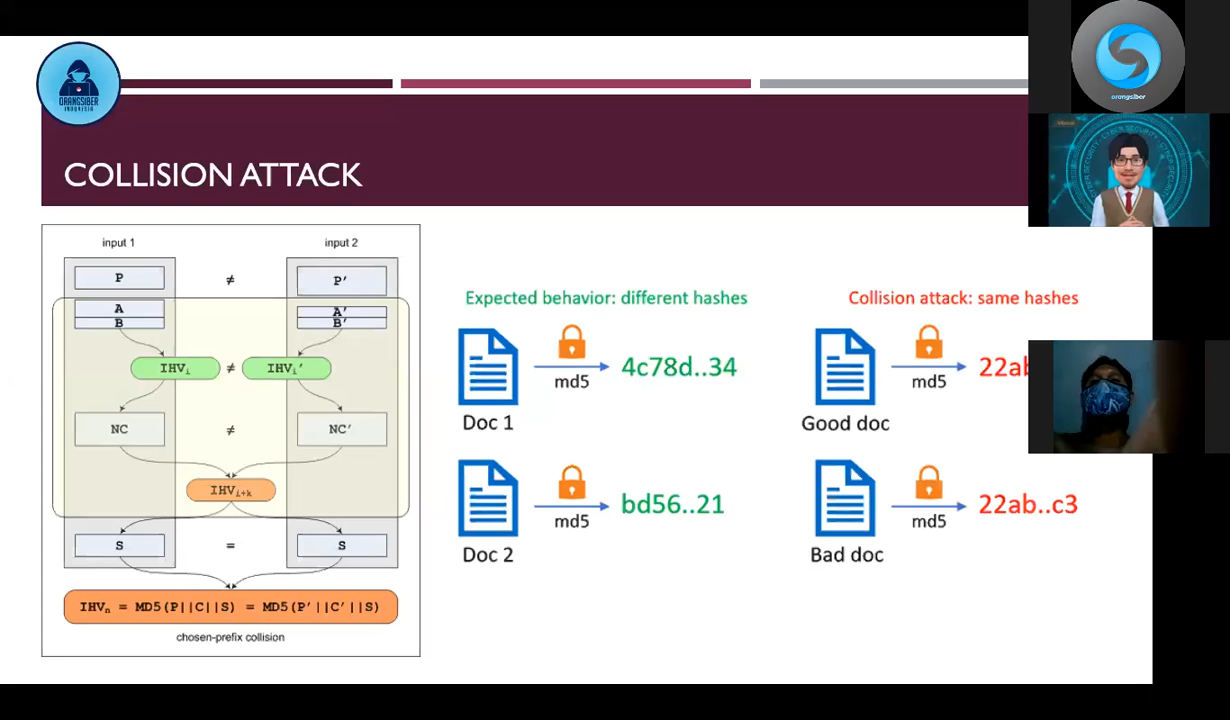 ORANGSIBER
INDONESIA
orangsiber
COLLISION ATTACK
input 1
input 2
P
≠
P'
A
A'
B
B'
IHVᵢ
≠
IHVᵢ'
NC
≠
NC'
IHVᵢ₊ₖ
S
=
S
IHVₙ = MD5(P||C||S) = MD5(P'||C'||S)
chosen-prefix collision
Expected behavior: different hashes
md5
4c78d..34
Doc 1
md5
bd56..21
Doc 2
Collision attack: same hashes
md5
Good doc
md5
22ab..c3
Bad doc